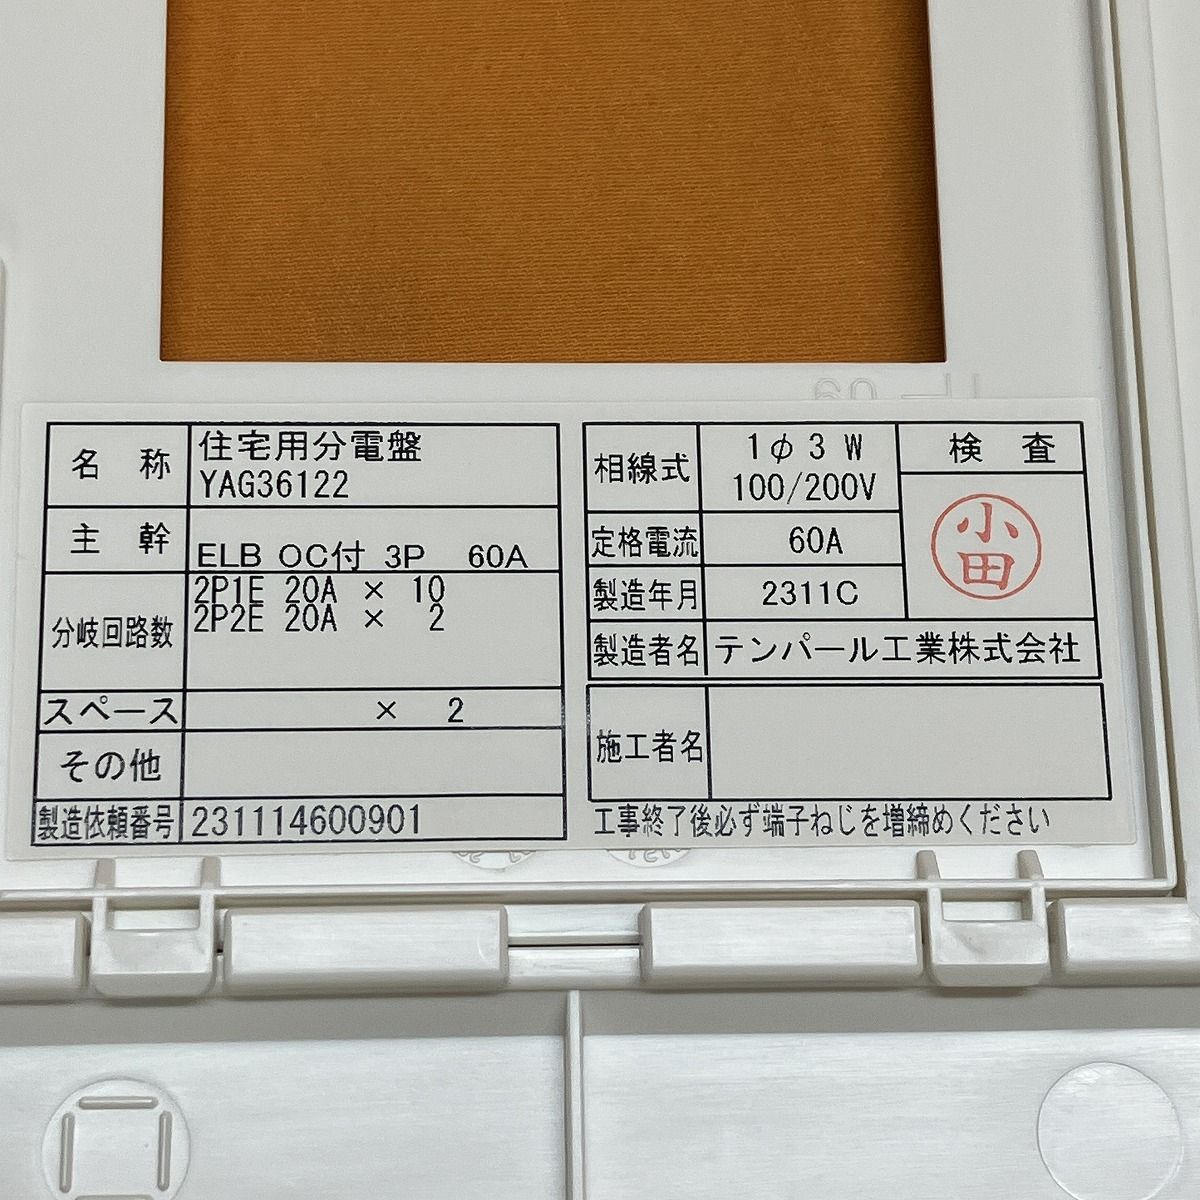 名 称 住宅用分電盤
YAG36122
主 幹 ELB OC付 3P 60A
分岐回路数 2P1E 20A × 10
2P2E 20A × 2
スペース × 2
その他
製造依頼番号 231114600901
相線式 1φ3W
100/200V
定格電流 60A
製造年月 2311C
検 査
小田
製造者名 テンパール工業株式会社
施工者名
工事終了後必ず端子ねじを増締めください